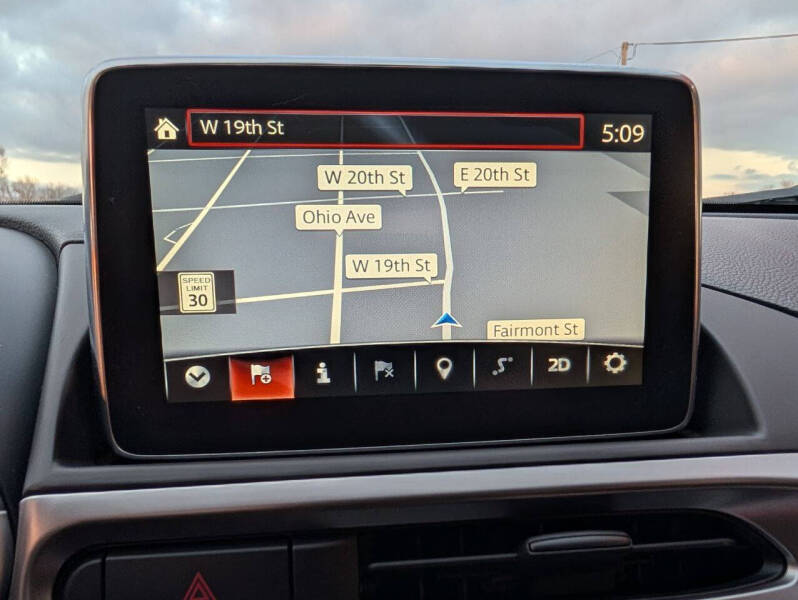 W 19th St
5:09
W 20th St
E 20th St
Ohio Ave
W 19th St
SPEED
LIMIT
30
Fairmont St
2D